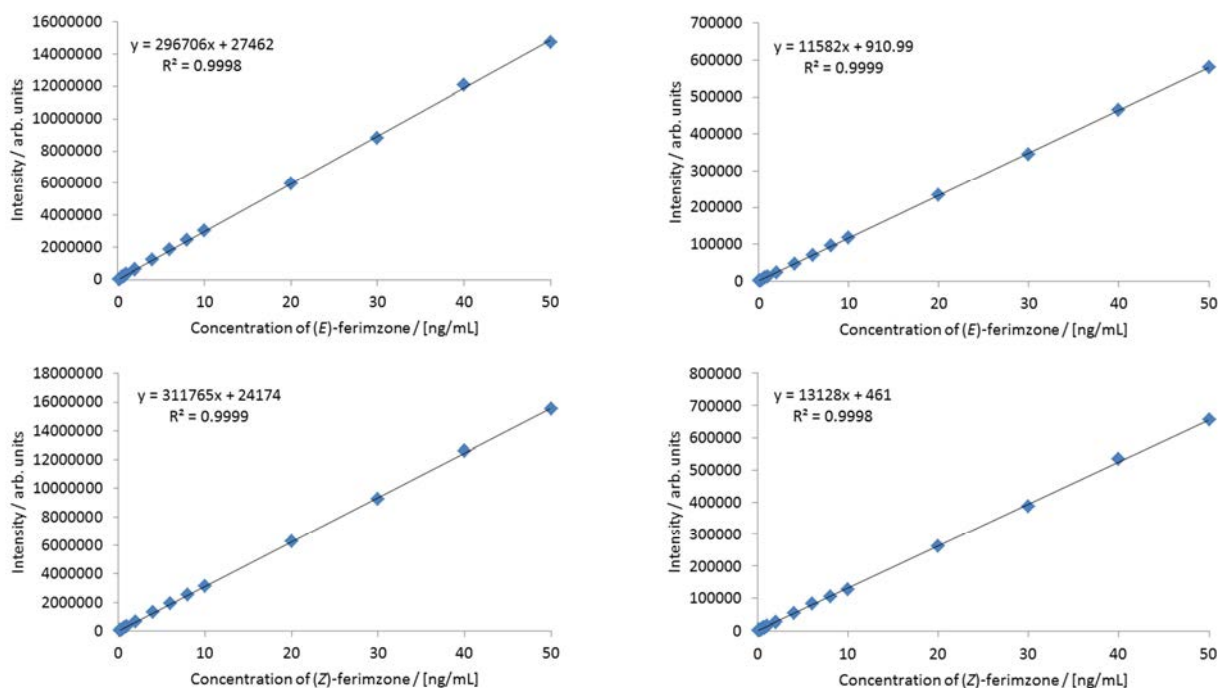 16000000
14000000
12000000
10000000
8000000
6000000
4000000
2000000
0
Intensity / arb. units
y = 296706x + 27462
R² = 0.9998
0 10 20 30 40 50
Concentration of (E)-ferimzone / [ng/mL]
700000
600000
500000
400000
300000
200000
100000
0
Intensity / arb. units
y = 11582x + 910.99
R² = 0.9999
0 10 20 30 40 50
Concentration of (E)-ferimzone / [ng/mL]
18000000
16000000
14000000
12000000
10000000
8000000
6000000
4000000
2000000
0
Intensity / arb. units
y = 311765x + 24174
R² = 0.9999
0 10 20 30 40 50
Concentration of (Z)-ferimzone / [ng/mL]
800000
700000
600000
500000
400000
300000
200000
100000
0
Intensity / arb. units
y = 13128x + 461
R² = 0.9998
0 10 20 30 40 50
Concentration of (Z)-ferimzone / [ng/mL]